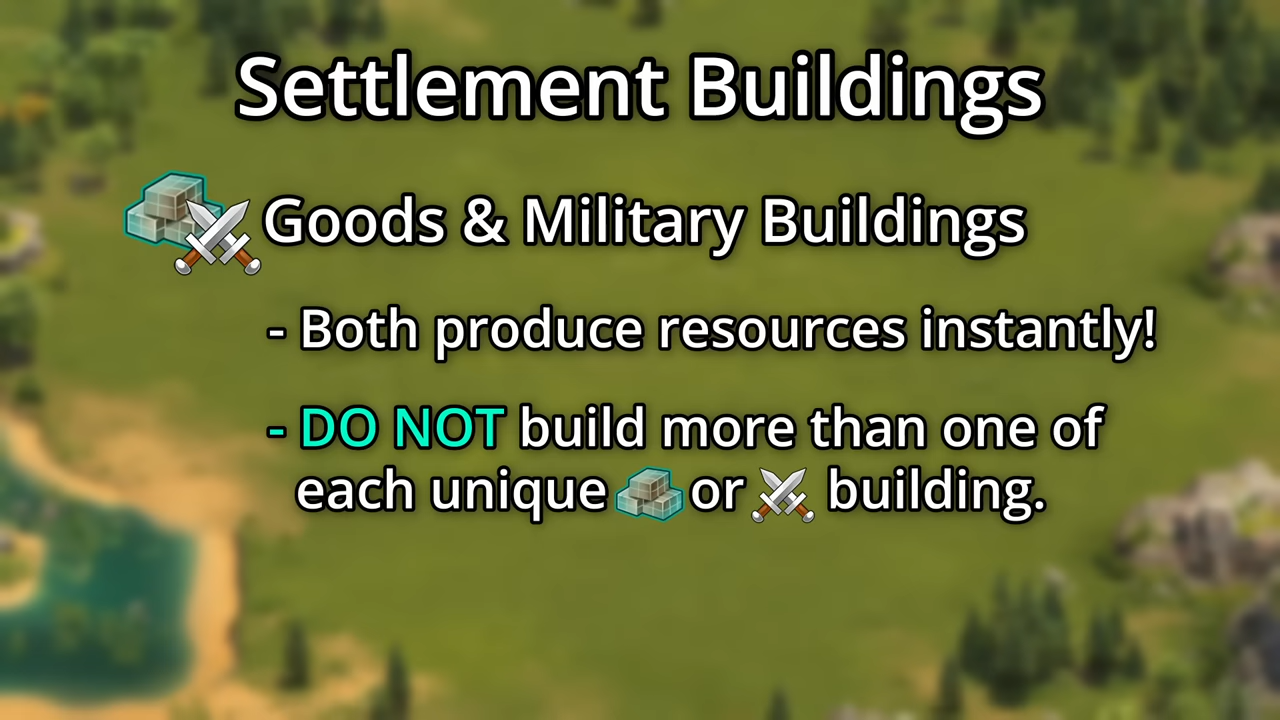 Settlement Buildings
Goods & Military Buildings
- Both produce resources instantly!
- DO NOT build more than one of
each unique or building.